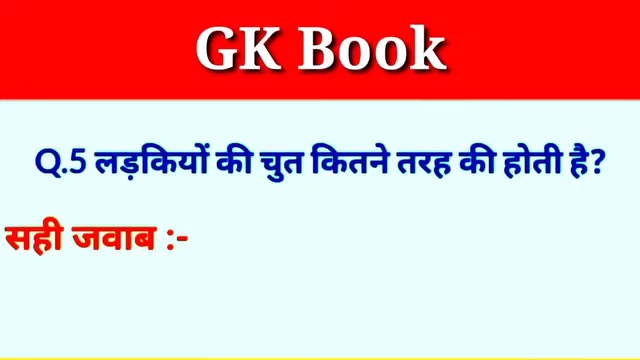 GK Book
Q.5 लड़कियों की चुत कितने तरह की होती है?
सही जवाब :-